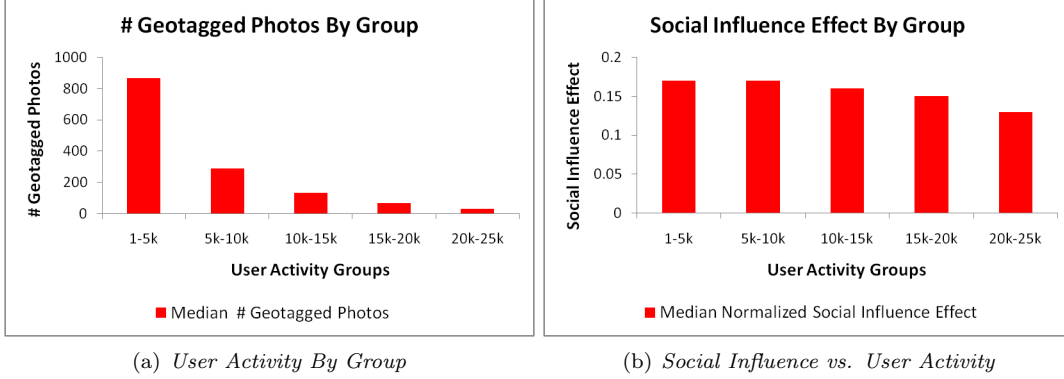 # Geotagged Photos By Group
# Geotagged Photos
1000
800
600
400
200
0
1-5k 5k-10k 10k-15k 15k-20k 20k-25k
User Activity Groups
Median # Geotagged Photos
(a) User Activity By Group
Social Influence Effect By Group
Social Influence Effect
0.2
0.15
0.1
0.05
0
1-5k 5k-10k 10k-15k 15k-20k 20k-25k
User Activity Groups
Median Normalized Social Influence Effect
(b) Social Influence vs. User Activity